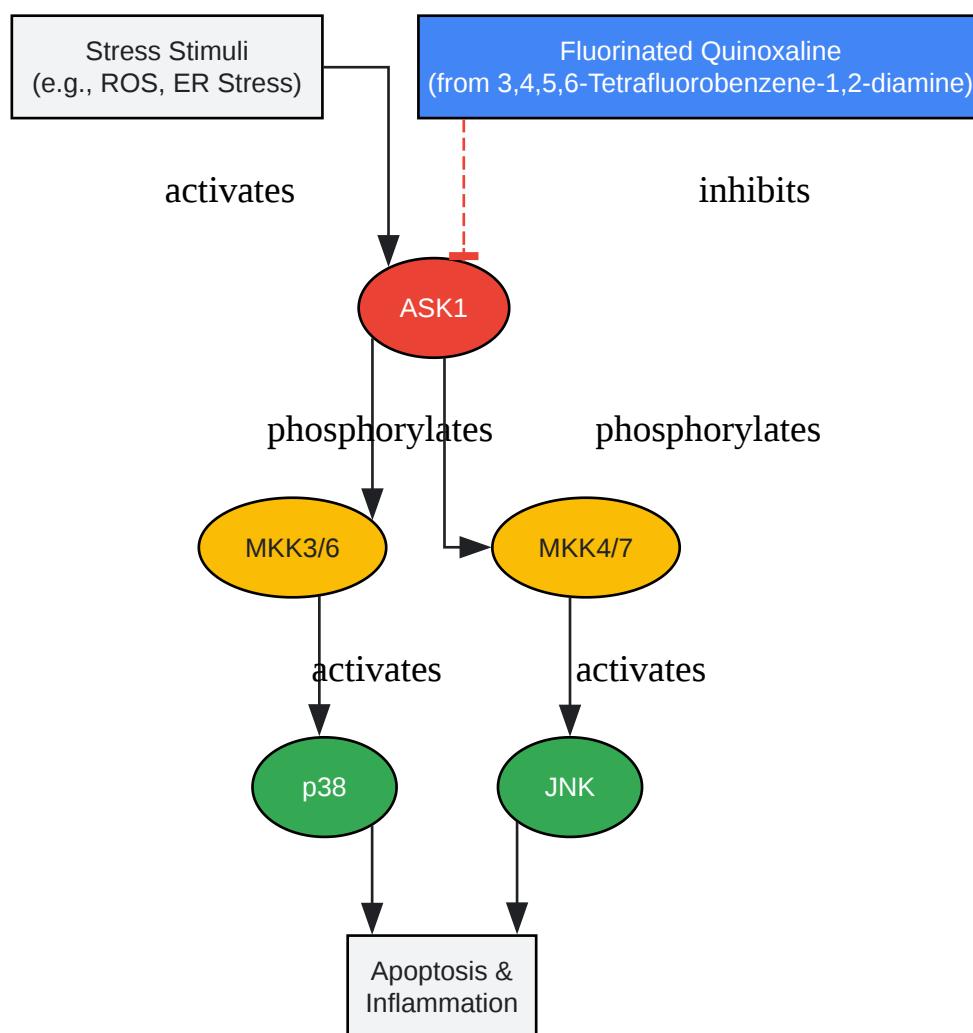 Stress Stimuli
(e.g., ROS, ER Stress)
Fluorinated Quinoxaline
(from 3,4,5,6-Tetrafluorobenzene-1,2-diamine)
activates
inhibits
ASK1
phosphorylates
phosphorylates
MKK3/6
MKK4/7
activates
activates
p38
JNK
Apoptosis &
Inflammation